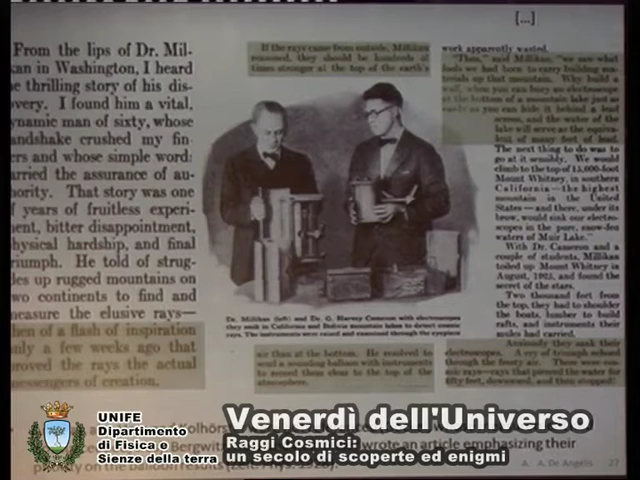 [...]
From the lips of Dr. Mil-
kan in Washington, I heard
e thrilling story of his dis-
very. I found him a vital,
ynamic man of sixty, whose
andshake crushed my fin-
ers and whose simple word
arried the assurance of au-
ority. That story was one
f years of fruitless experi-
ent, bitter disappointment,
hysical hardship, and final
iumph. He told of strug-
les up rugged mountains on
wo continents to find and
easure the elusive rays—
hen of a flash of inspiration
nly a few weeks ago that
roved the rays the actual
essengers of creation.
If the rays came from outside, Millikan
reasoned, they should be hundreds of
times stronger at the top of the earth's
Dr. Millikan (left) and Dr. G. Harvey Cameron with electroscopes
they sank in California and Bolivia mountain lakes to detect cosmic
rays. The instruments were raised and examined through the eyepiece
air than at the bottom. He resolved to
send a sounding balloon with instruments
to record them clear to the top of the
atmosphere.
work apparently wasted.
"Then," said Millikan, "we saw what
fools we had been to carry building ma-
terials up that mountain. Why build a
wall, when you can bury an electroscope
at the bottom of a mountain lake just as
easily as you can hide it behind a lead
screen, and the water of the
lake will serve as the equiva-
lent of many feet of lead.
The next thing to do was to
go at it sensibly. We would
climb to the top of 15,000-foot
Mount Whitney, in southern
California—the highest
mountain in the United
States—and there, under its
brow, would sink our electro-
scopes in the pure, snow-fed
waters of Muir Lake."
With Dr. Cameron and a
couple of students, Millikan
toiled up Mount Whitney in
August, 1925, and found the
secret of the stars.
Two thousand feet from
the top, they had to shoulder
the boats, lumber to build
rafts, and instruments their
mules had carried.
Anxiously they sank their
electroscopes. A cry of triumph echoed
through the frosty air. There were cos-
mic rays—rays that pierced the water for
fifty feet, downward, and then stopped!
wrote an article emphasizing their
on the balloon results
A. De Angelis 27
UNIFE
Dipartimento
di Fisica e
Sienze della terra
Venerdì dell'Universo
Raggi Cosmici:
un secolo di scoperte ed enigmi